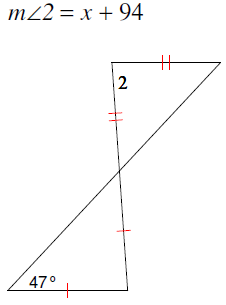 m∠2 = x + 94
2
47°